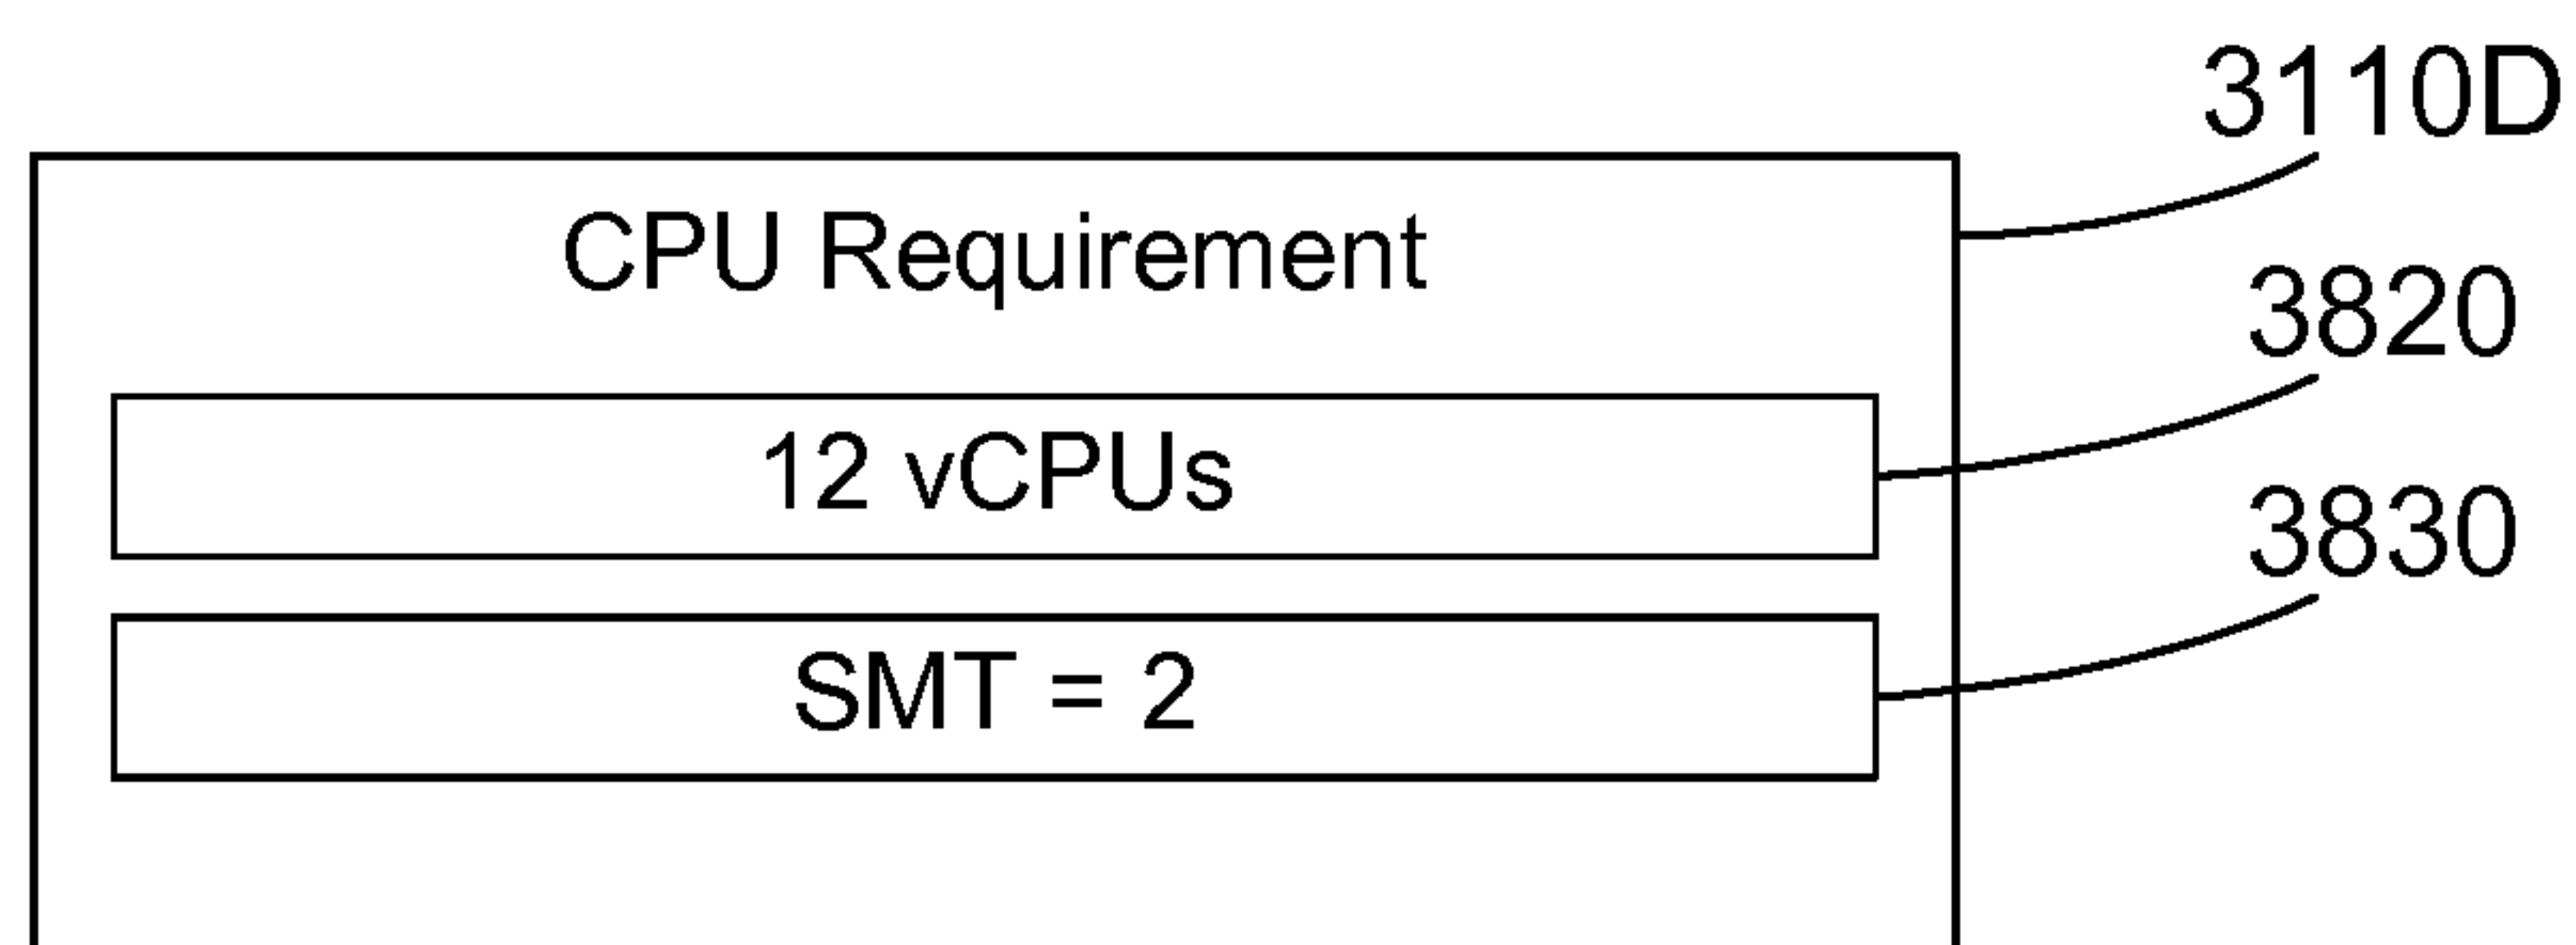 3110D
CPU Requirement
3820
12 vCPUs
3830
SMT = 2